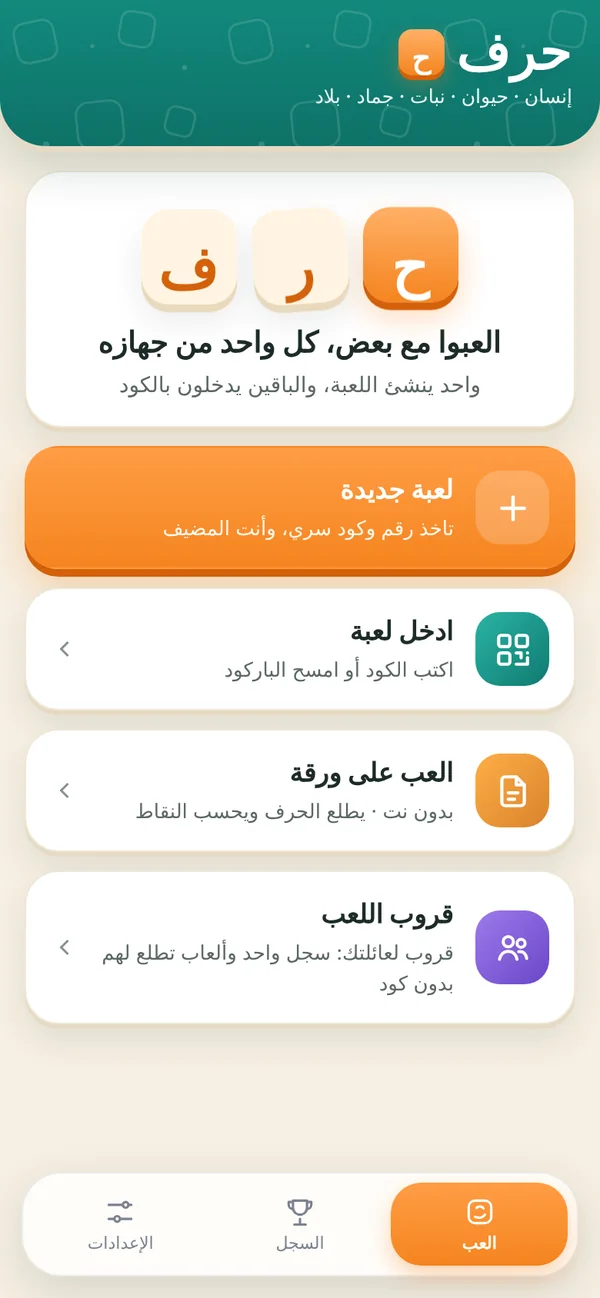 حرف ح
إنسان · حيوان · نبات · جماد · بلاد
ح ر ف
العبوا مع بعض، كل واحد من جهازه
واحد ينشئ اللعبة، والباقين يدخلون بالكود
لعبة جديدة
تاخذ رقم وكود سري، وأنت المضيف
ادخل لعبة
اكتب الكود أو امسح الباركود
العب على ورقة
بدون نت · يطلع الحرف ويحسب النقاط
قروب اللعب
قروب لعائلتك: سجل واحد وألعاب تطلع لهم
بدون كود
العب
السجل
الإعدادات